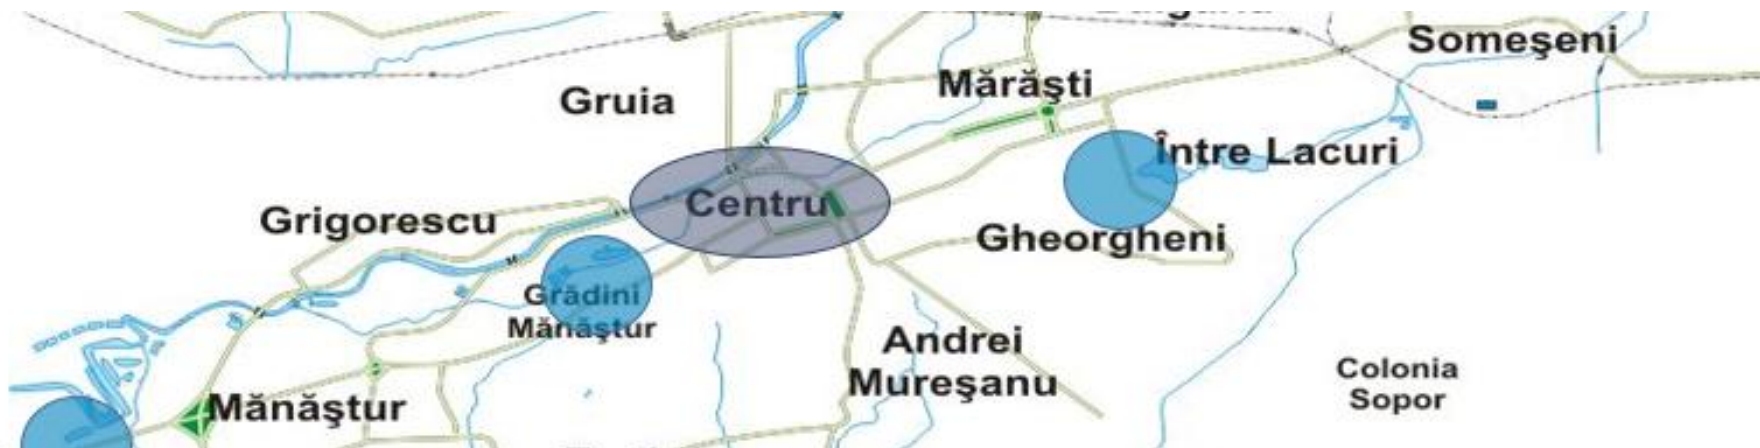 Someşeni
Mărăşti
Gruia
Între Lacuri
Centru
Grigorescu
Gheorgheni
Grădini
Mănăştur
Andrei
Mureşanu
Colonia
Sopor
Mănăştur